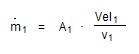 ṁ₁ = A₁ · Vel₁ / v₁